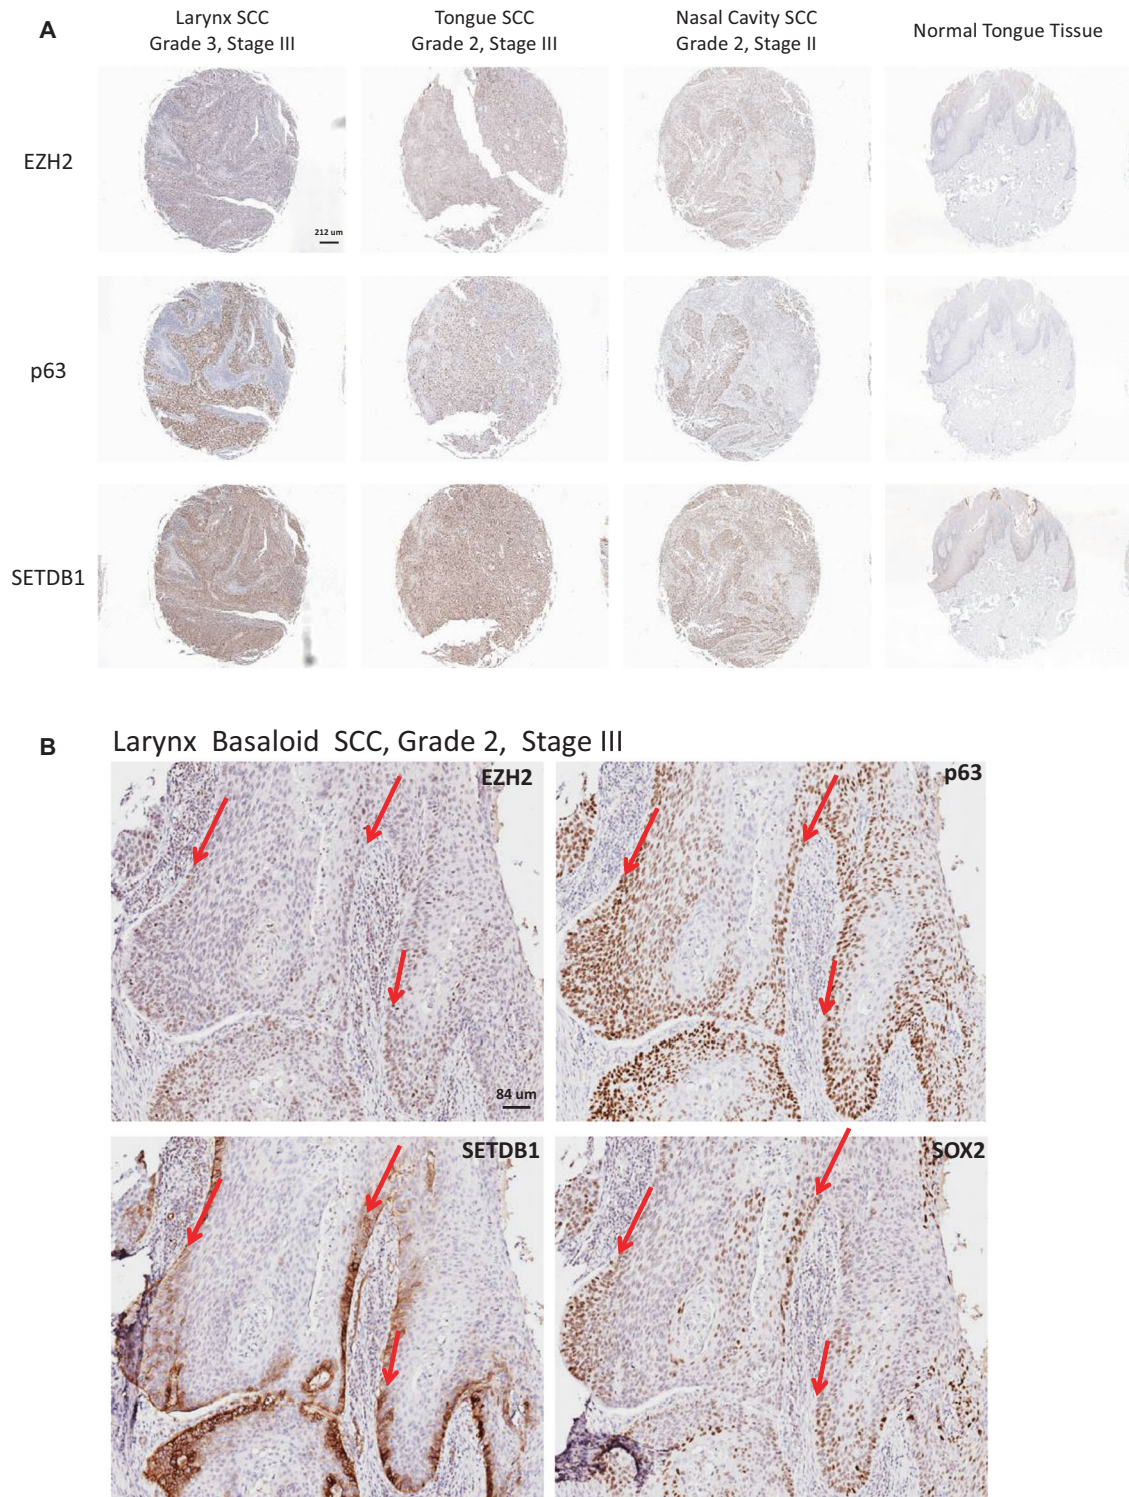 A
Larynx SCC
Grade 3, Stage III
Tongue SCC
Grade 2, Stage III
Nasal Cavity SCC
Grade 2, Stage II
Normal Tongue Tissue
EZH2
212 um
p63
SETDB1
B
Larynx Basaloid SCC, Grade 2, Stage III
EZH2
p63
84 um
SETDB1
SOX2